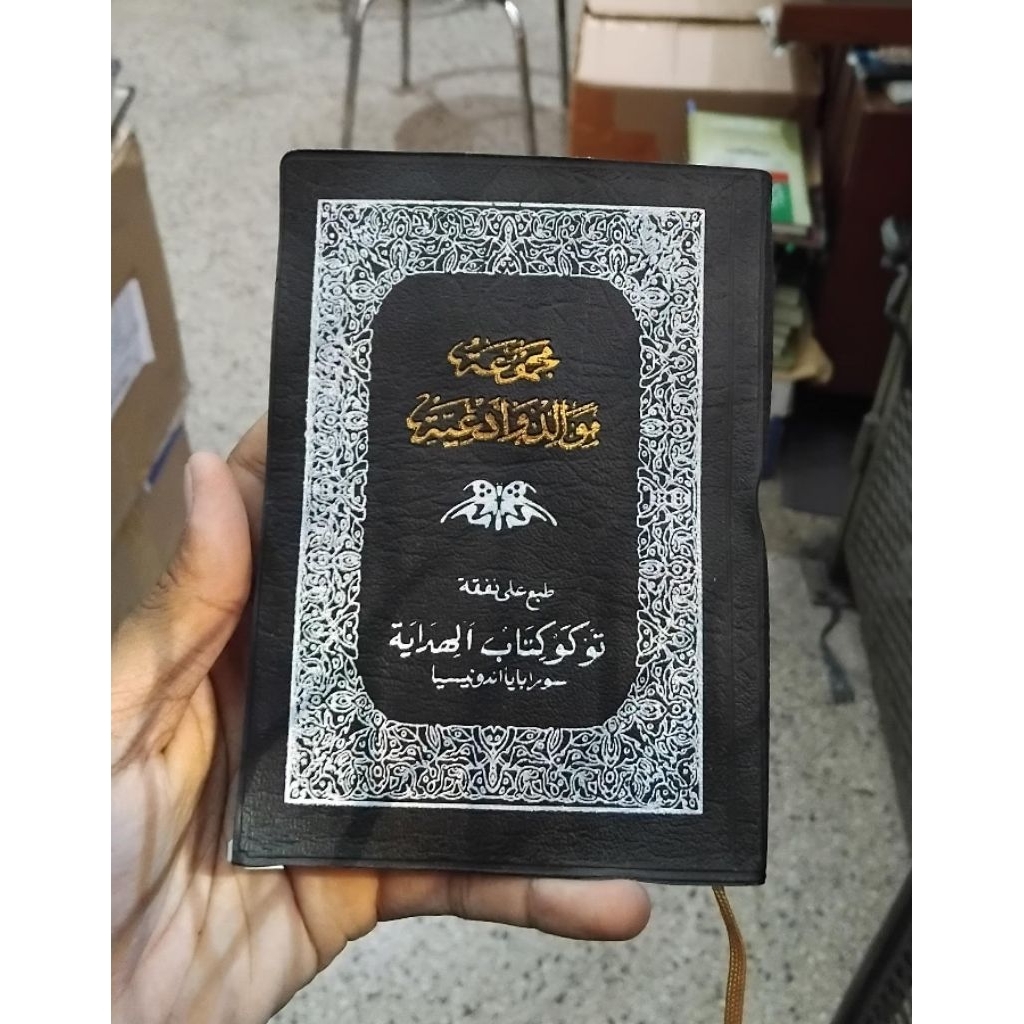 مجموعة
موالد وأدعية
طبع على نفقة
توكو كتاب الهداية
سورابايا اندونيسيا